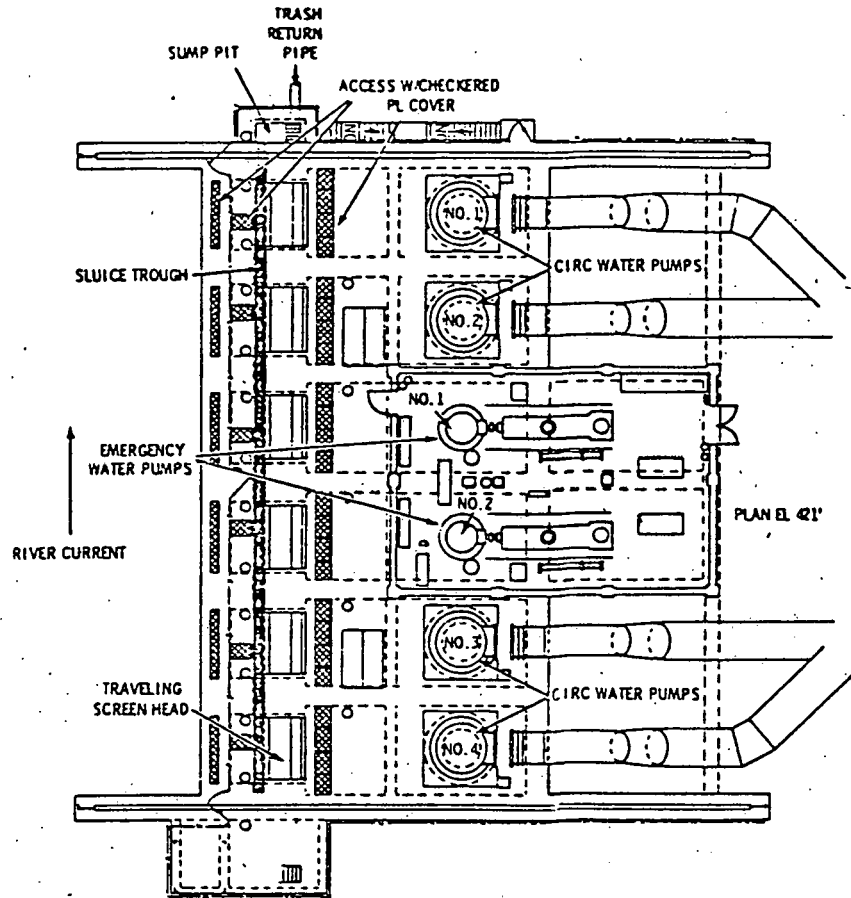 TRASH
RETURN
PIPE
SUMP PIT
ACCESS W/CHECKERED
PL COVER
NO. 1
SLUICE TROUGH
CIRC WATER PUMPS
NO. 2
NO. 1
EMERGENCY
WATER PUMPS
NO. 2
PLAN EL 421'
RIVER CURRENT
NO. 3
TRAVELING
SCREEN HEAD
CIRC WATER PUMPS
NO. 4